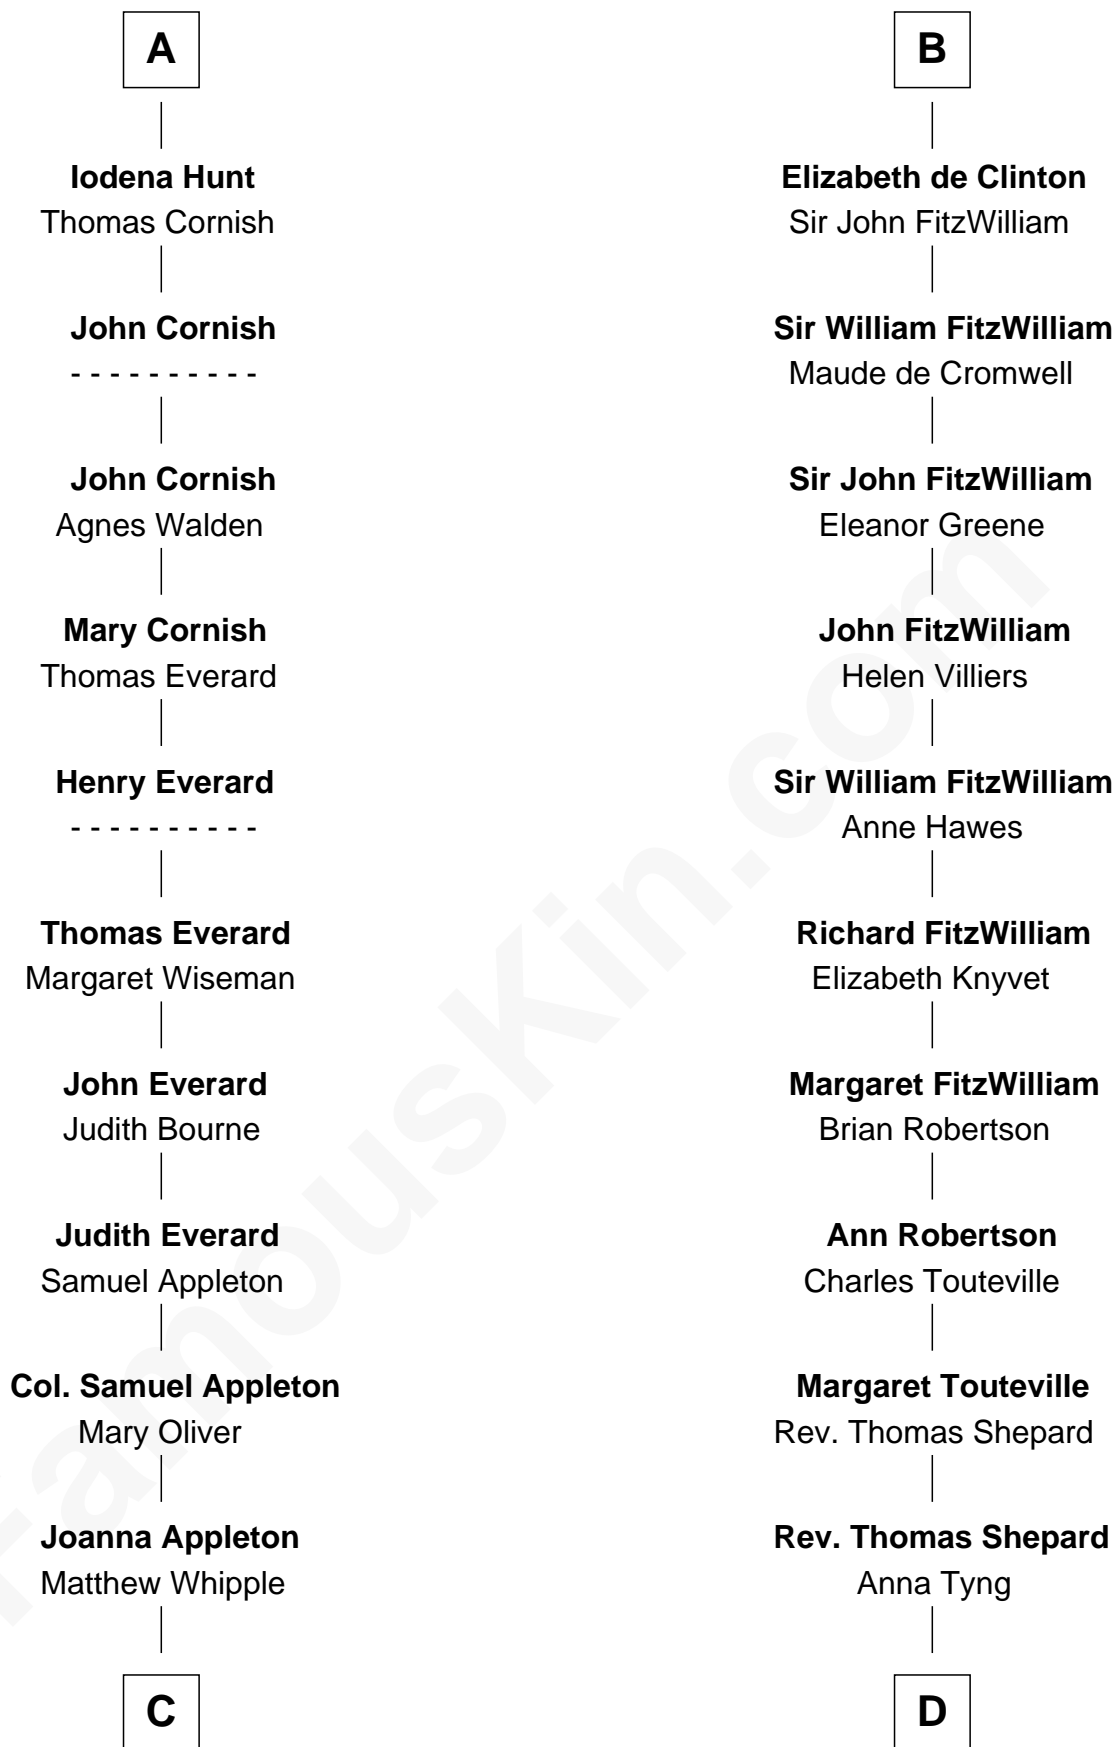 A
Iodena Hunt
Thomas Cornish
John Cornish
- - - - - - - - - -
John Cornish
Agnes Walden
Mary Cornish
Thomas Everard
Henry Everard
- - - - - - - - - -
Thomas Everard
Margaret Wiseman
John Everard
Judith Bourne
Judith Everard
Samuel Appleton
Col. Samuel Appleton
Mary Oliver
Joanna Appleton
Matthew Whipple
C
B
Elizabeth de Clinton
Sir John FitzWilliam
Sir William FitzWilliam
Maude de Cromwell
Sir John FitzWilliam
Eleanor Greene
John FitzWilliam
Helen Villiers
Sir William FitzWilliam
Anne Hawes
Richard FitzWilliam
Elizabeth Knyvet
Margaret FitzWilliam
Brian Robertson
Ann Robertson
Charles Touteville
Margaret Touteville
Rev. Thomas Shepard
Rev. Thomas Shepard
Anna Tyng
D
FamousKin.com